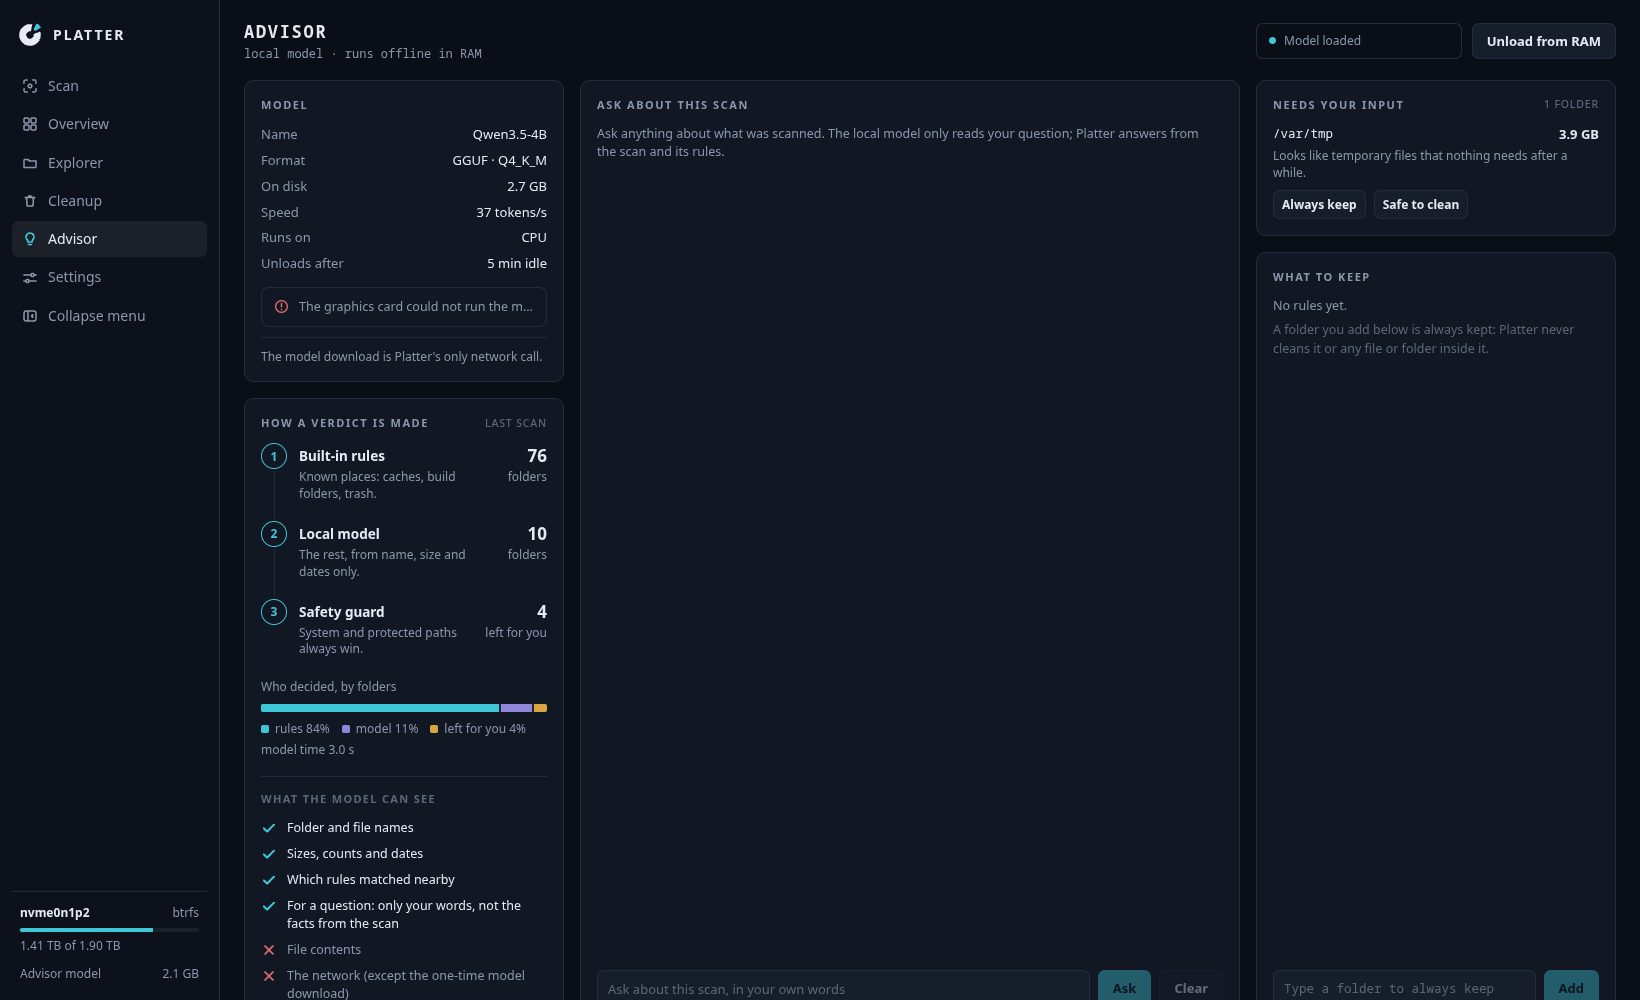 PLATTER
Scan
Overview
Explorer
Cleanup
Advisor
Settings
Collapse menu
nvme0n1p2 btrfs
1.41 TB of 1.90 TB
Advisor model 2.1 GB
ADVISOR
local model · runs offline in RAM
Model loaded
Unload from RAM
MODEL
Name Qwen3.5-4B
Format GGUF · Q4_K_M
On disk 2.7 GB
Speed 37 tokens/s
Runs on CPU
Unloads after 5 min idle
The graphics card could not run the m...
The model download is Platter's only network call.
HOW A VERDICT IS MADE LAST SCAN
1 Built-in rules 76
Known places: caches, build folders
folders, trash.
2 Local model 10
The rest, from name, size and folders
dates only.
3 Safety guard 4
System and protected paths left for you
always win.
Who decided, by folders
rules 84% model 11% left for you 4%
model time 3.0 s
WHAT THE MODEL CAN SEE
Folder and file names
Sizes, counts and dates
Which rules matched nearby
For a question: only your words, not the
facts from the scan
File contents
The network (except the one-time model
download)
ASK ABOUT THIS SCAN
Ask anything about what was scanned. The local model only reads your question; Platter answers from
the scan and its rules.
Ask about this scan, in your own words
Ask
Clear
NEEDS YOUR INPUT 1 FOLDER
/var/tmp 3.9 GB
Looks like temporary files that nothing needs after a
while.
Always keep
Safe to clean
WHAT TO KEEP
No rules yet.
A folder you add below is always kept: Platter never
cleans it or any file or folder inside it.
Type a folder to always keep
Add